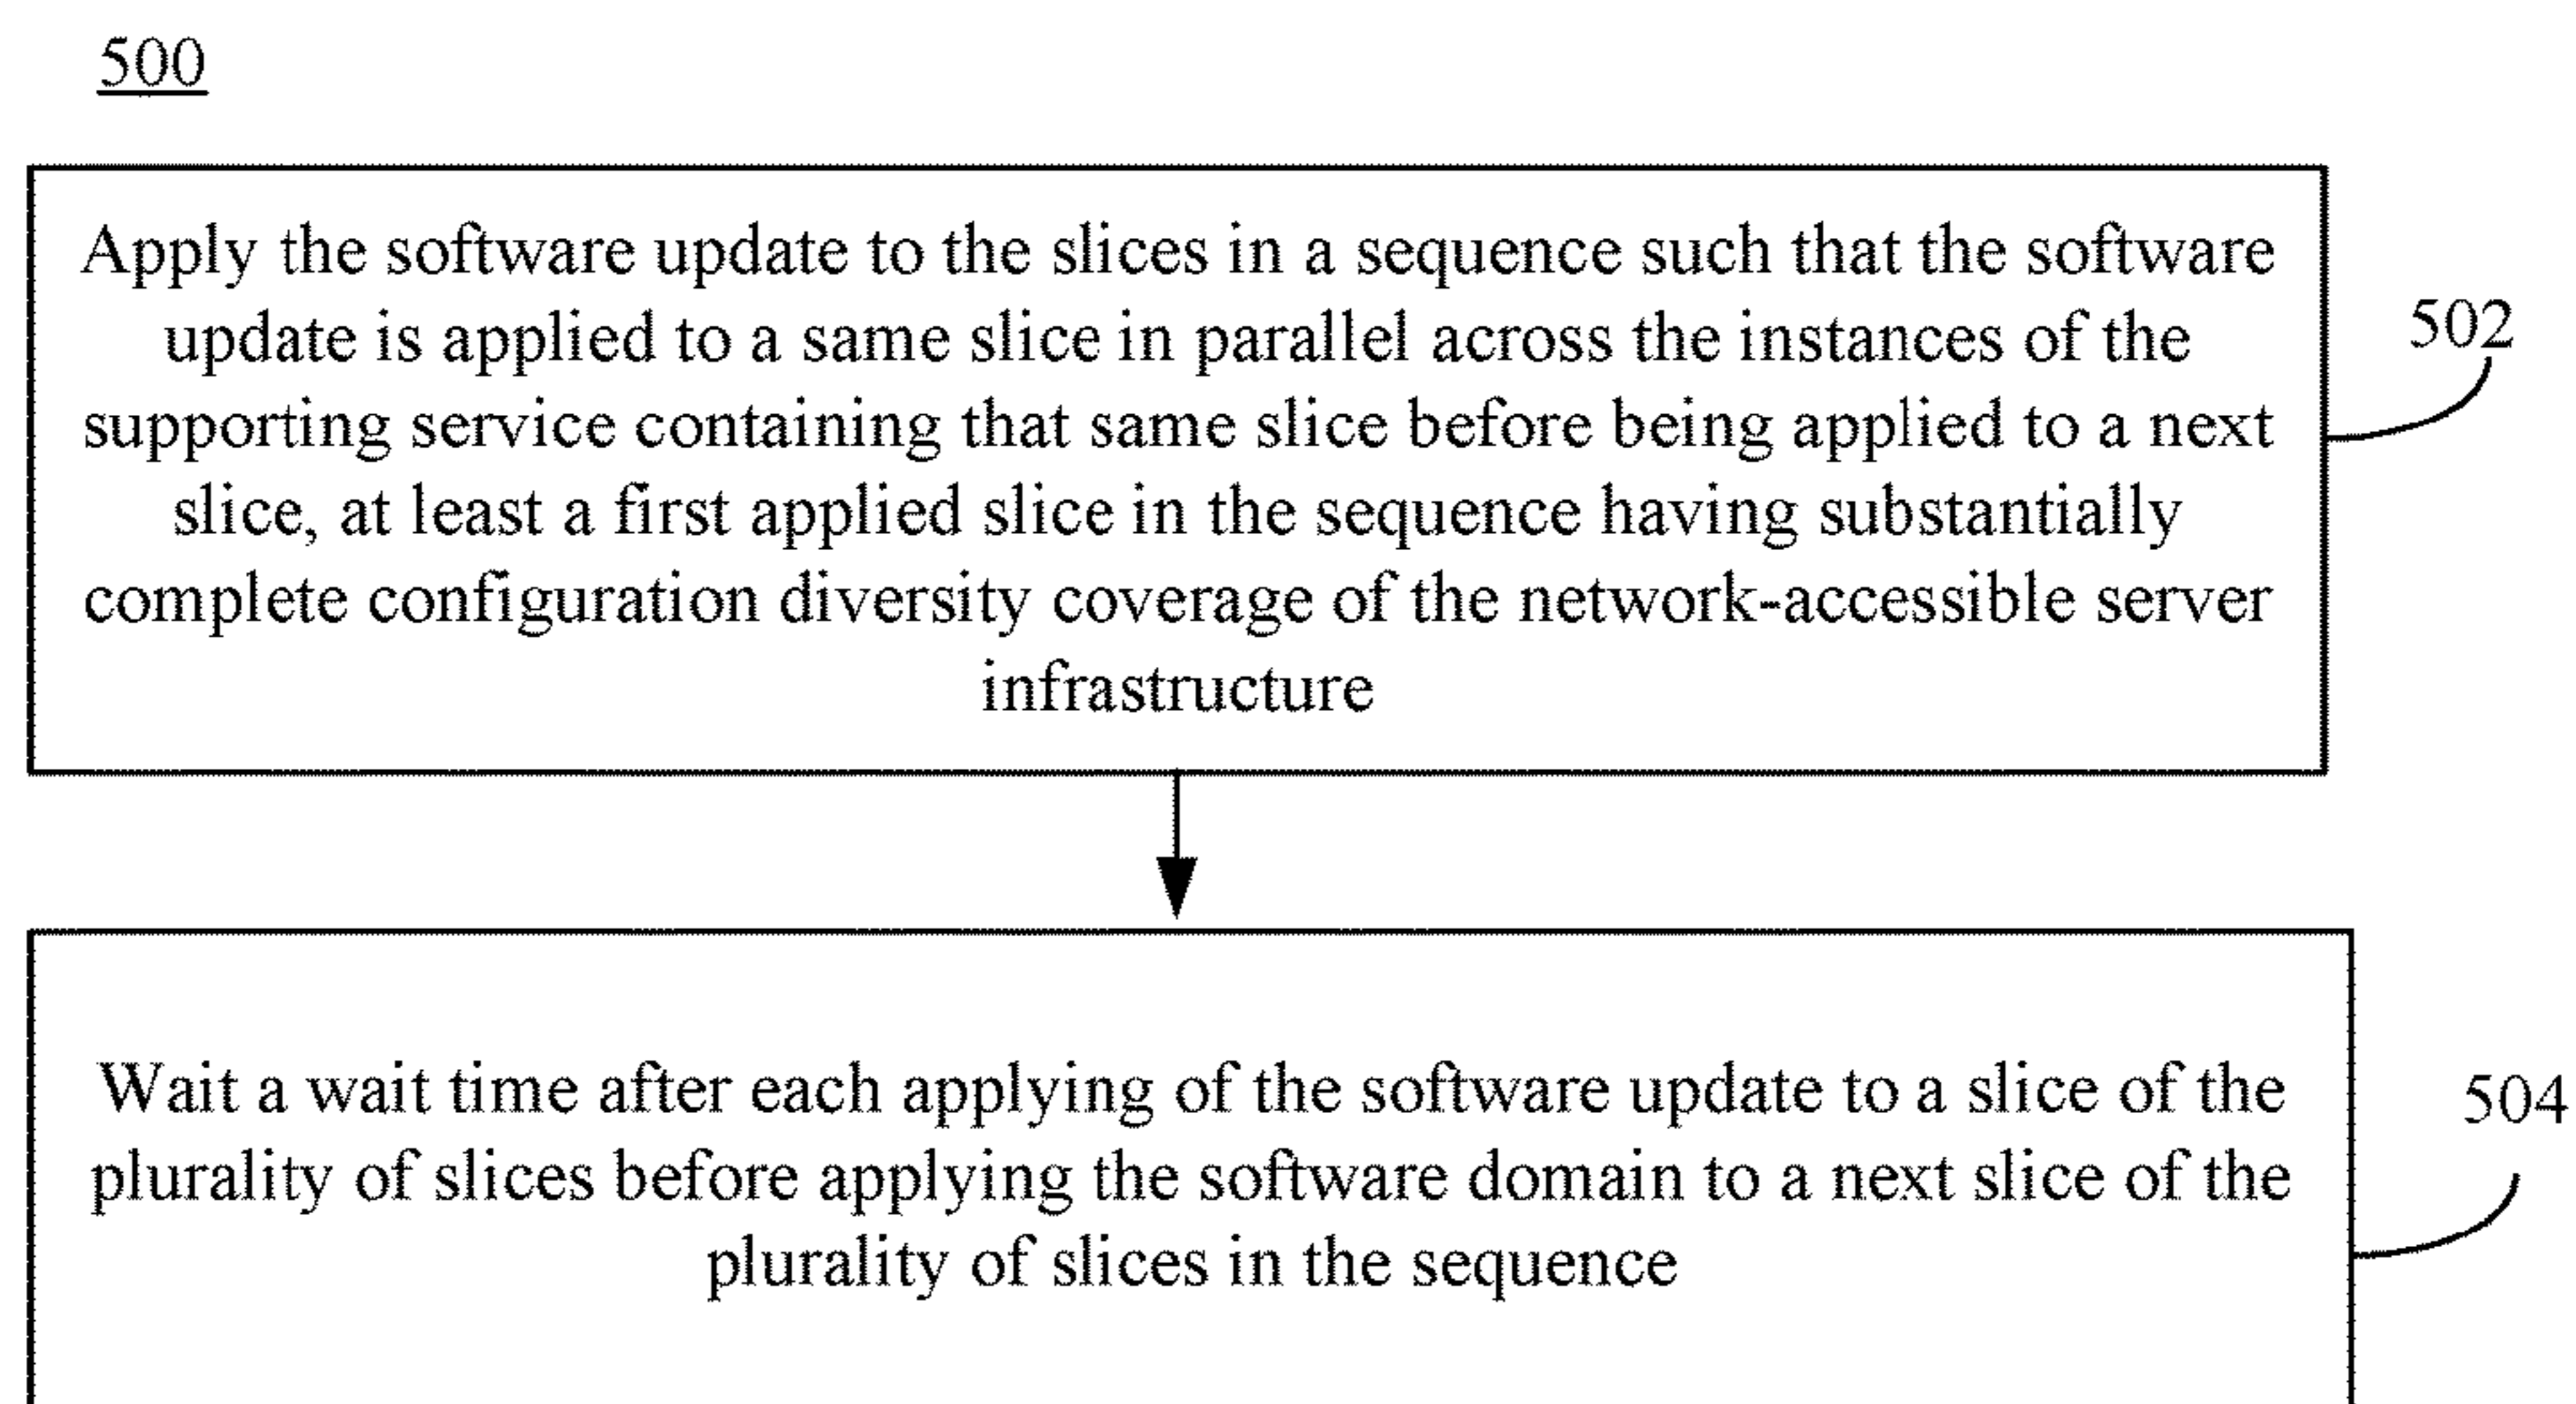 500
Apply the software update to the slices in a sequence such that the software
update is applied to a same slice in parallel across the instances of the
supporting service containing that same slice before being applied to a next
slice, at least a first applied slice in the sequence having substantially
complete configuration diversity coverage of the network-accessible server
infrastructure
502
Wait a wait time after each applying of the software update to a slice of the
plurality of slices before applying the software domain to a next slice of the
plurality of slices in the sequence
504